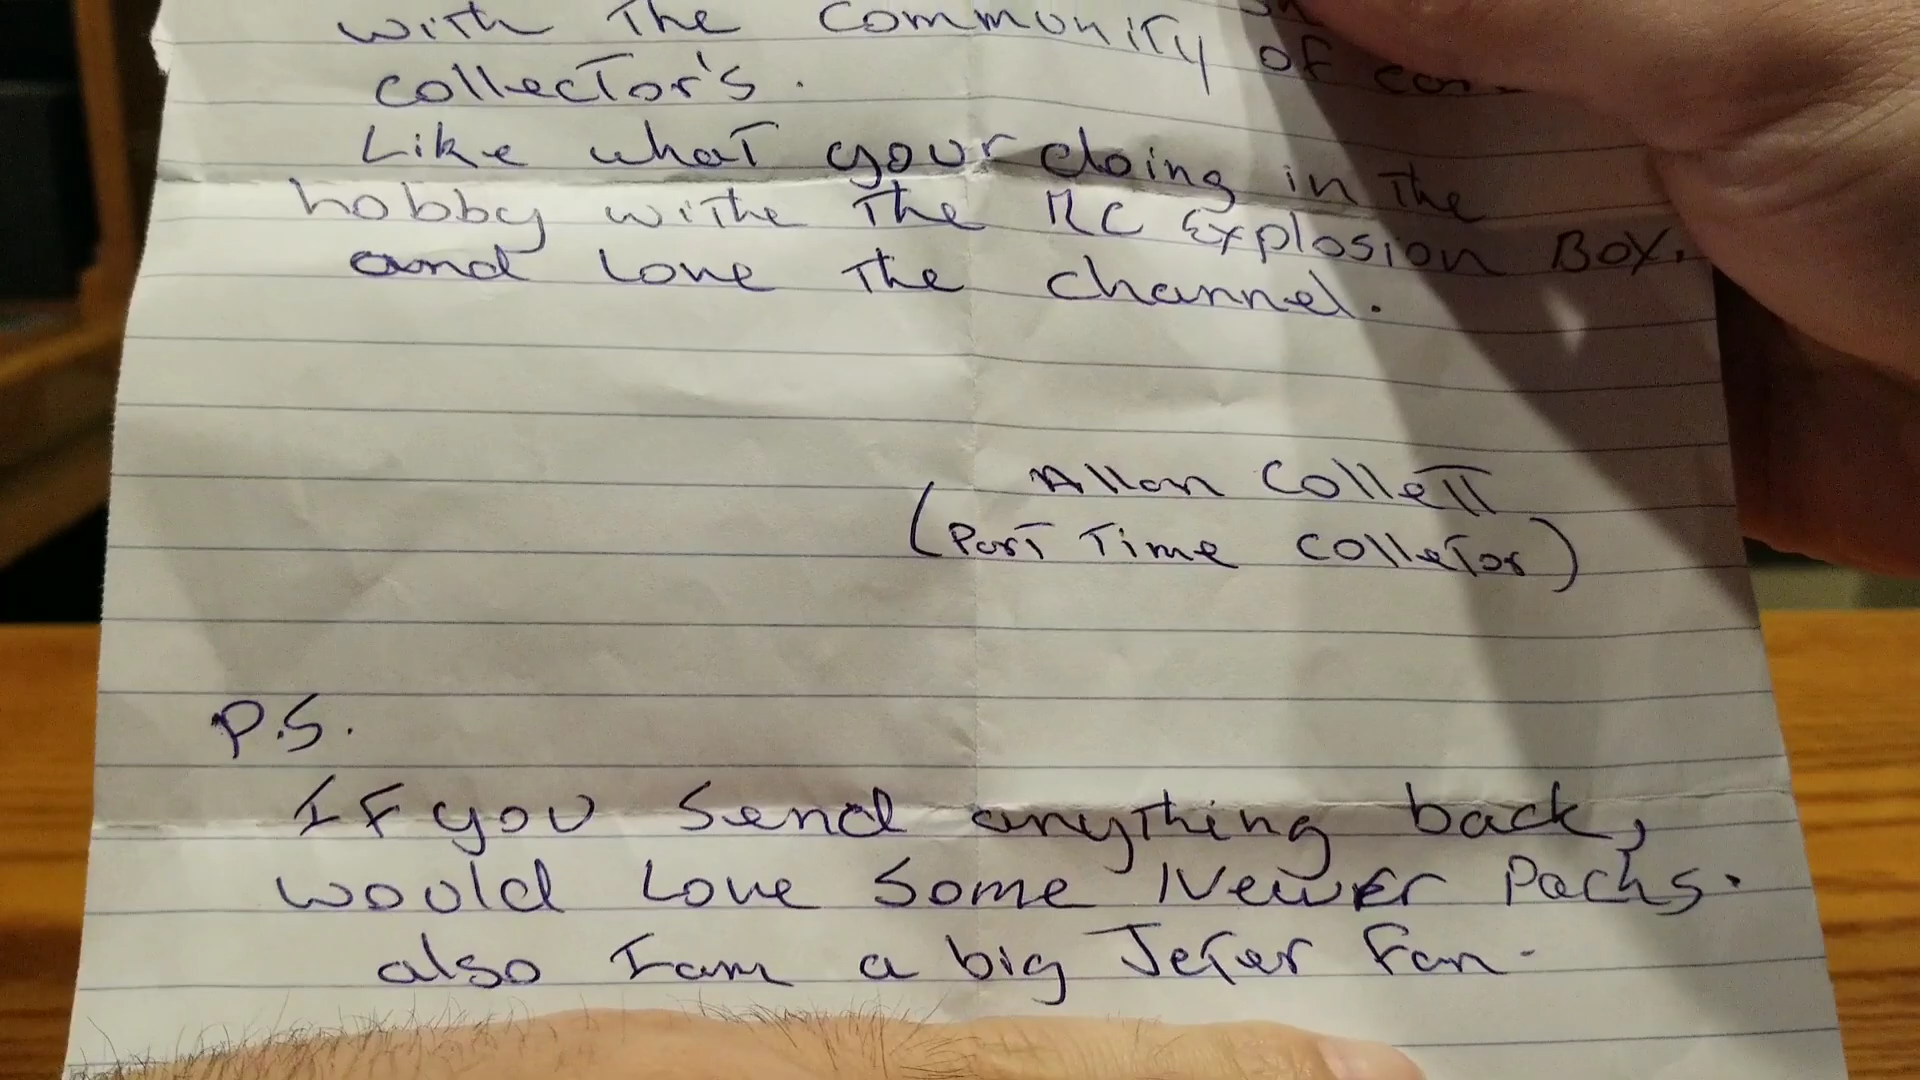 with The community of
collector's.
Like whaT your doing in The
hobby withe The RC Explosion Box.
and Love The channel.
Allan ColleTT
(ParT Time ColleTor)
P.S.
IF you Send anything back,
would Love Some Newer Packs.
also I am a big JeTer Fan.